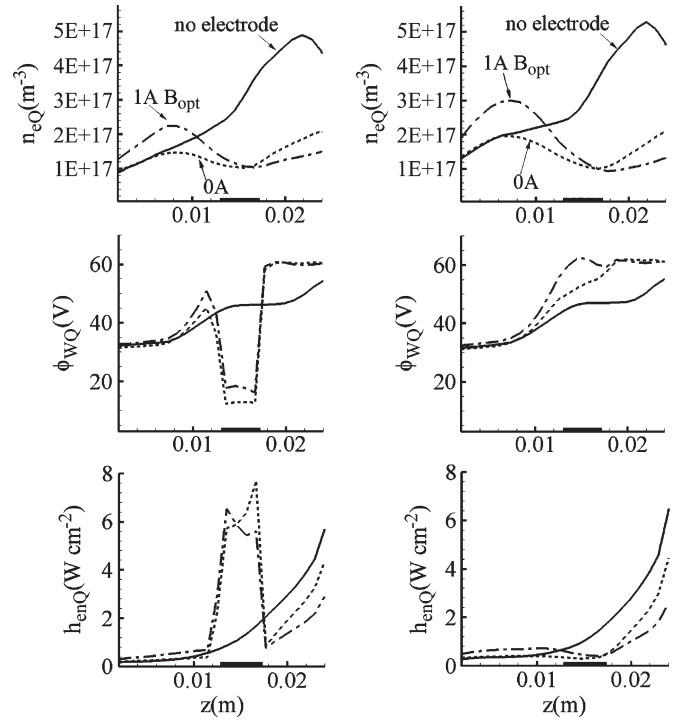 5E+17
4E+17
3E+17
2E+17
1E+17
n_eQ(m^-3)
no electrode
1A B_opt
0A
0.01
0.02
5E+17
4E+17
3E+17
2E+17
1E+17
n_eQ(m^-3)
no electrode
1A B_opt
0A
0.01
0.02
60
40
20
ϕ_WQ(V)
0.01
0.02
60
40
20
ϕ_WQ(V)
0.01
0.02
8
6
4
2
0
h_enQ(W cm^-2)
0.01
0.02
z(m)
8
6
4
2
0
h_enQ(W cm^-2)
0.01
0.02
z(m)